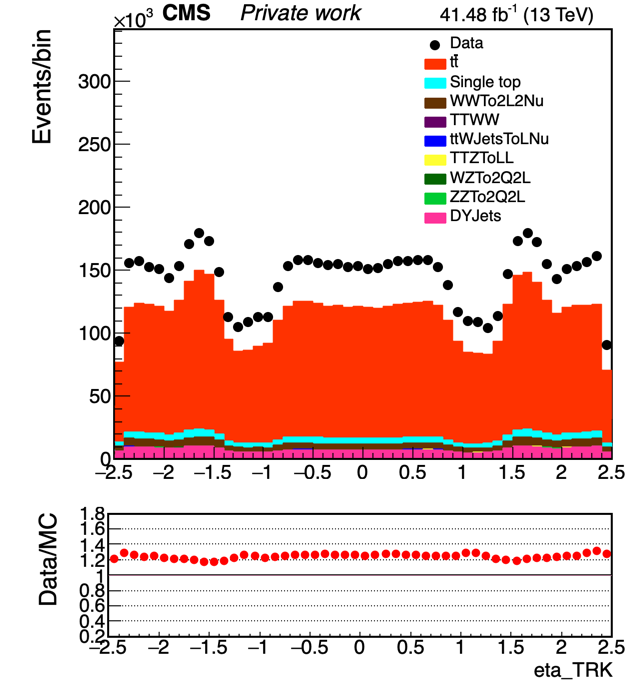 ×10³ CMS Private work 41.48 fb⁻¹ (13 TeV)
Events/bin
300
250
200
150
100
50
0
Data
tt̄
Single top
WWTo2L2Nu
TTWW
ttWJetsToLNu
TTZToLL
WZTo2Q2L
ZZTo2Q2L
DYJets
−2.5 −2 −1.5 −1 −0.5 0 0.5 1 1.5 2 2.5
Data/MC
1.8
1.6
1.4
1.2
1
0.8
0.6
0.4
0.2
−2.5 −2 −1.5 −1 −0.5 0 0.5 1 1.5 2 2.5
eta_TRK